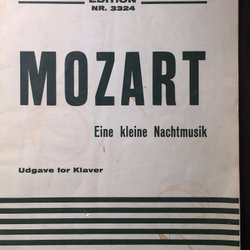 EDITION
NR. 3324
MOZART
Eine kleine Nachtmusik
Udgave for Klaver